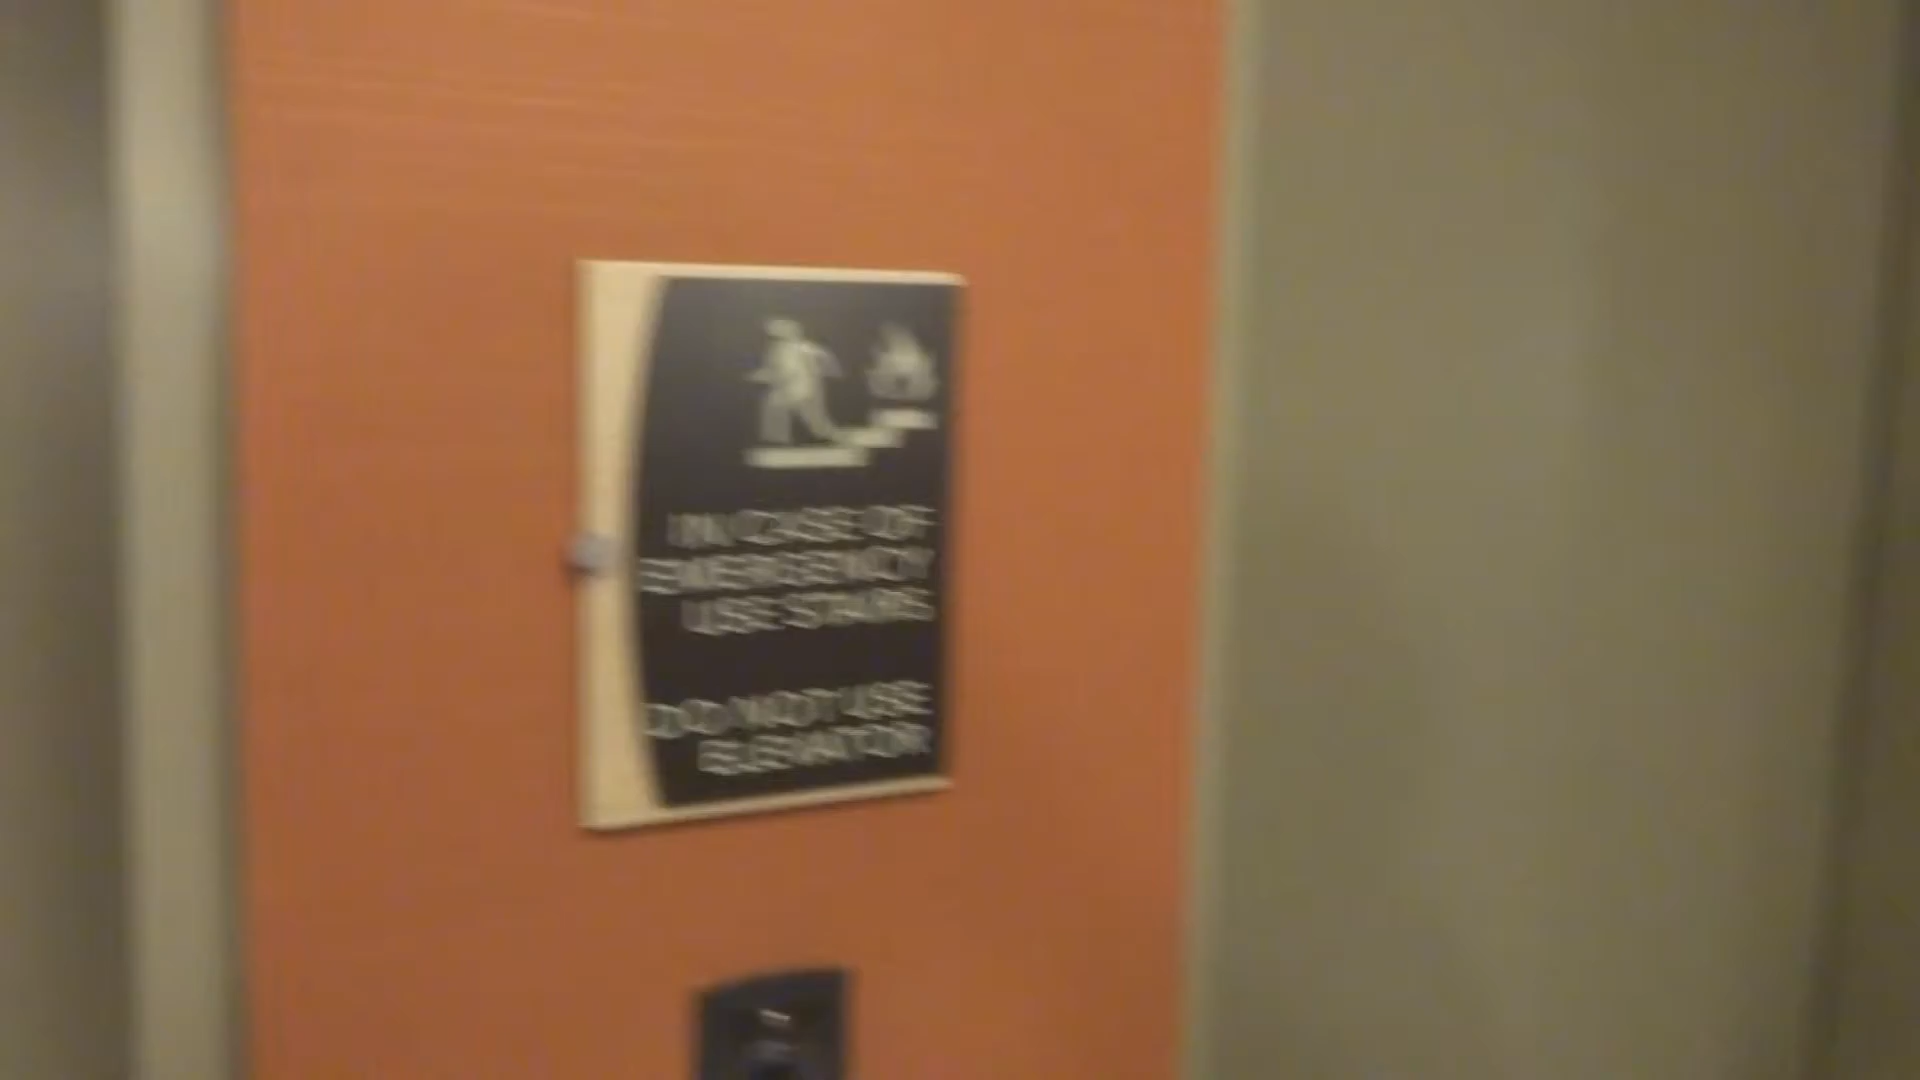 IN CASE OF
EMERGENCY
USE STAIRS
DO NOT USE
ELEVATOR